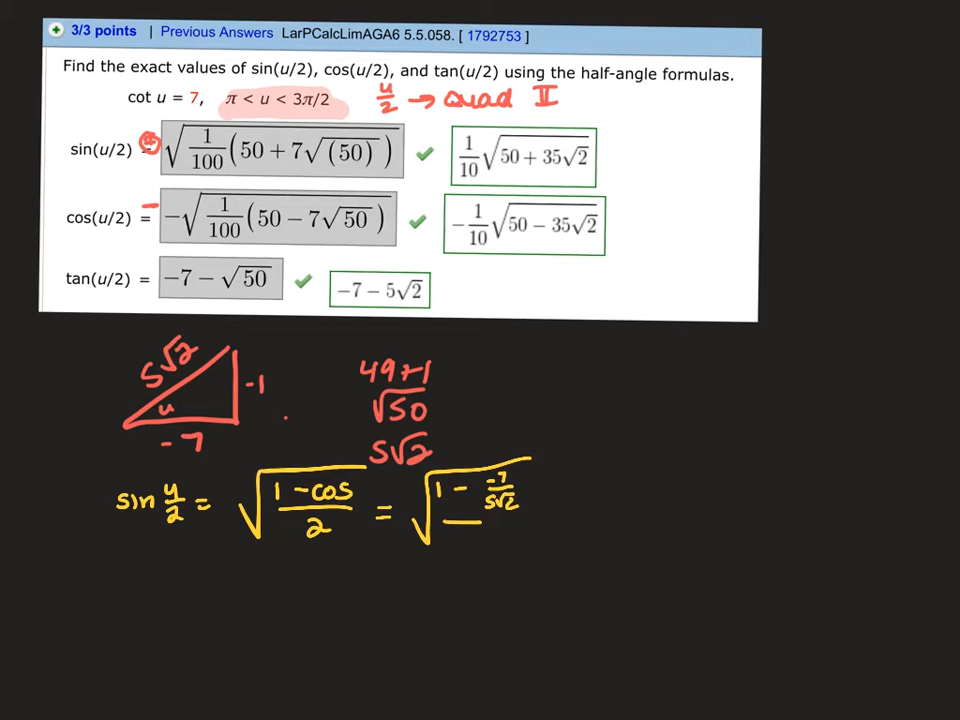 3/3 points | Previous Answers LarPCalcLimAGA6 5.5.058. [ 1792753 ]
Find the exact values of sin(u/2), cos(u/2), and tan(u/2) using the half-angle formulas.
cot u = 7, π < u < 3π/2 u/2 → Quad II
sin(u/2) = √(1/100 (50 + 7√(50))) 1/10 √(50 + 35√2)
cos(u/2) = − −√(1/100 (50 − 7√50)) −1/10 √(50 − 35√2)
tan(u/2) = −7 − √50 −7 − 5√2
5√2 49+1
u -1 √50
-7 5√2
sin u/2 = √((1 - cos)/2) = √(1 - -7/5√2